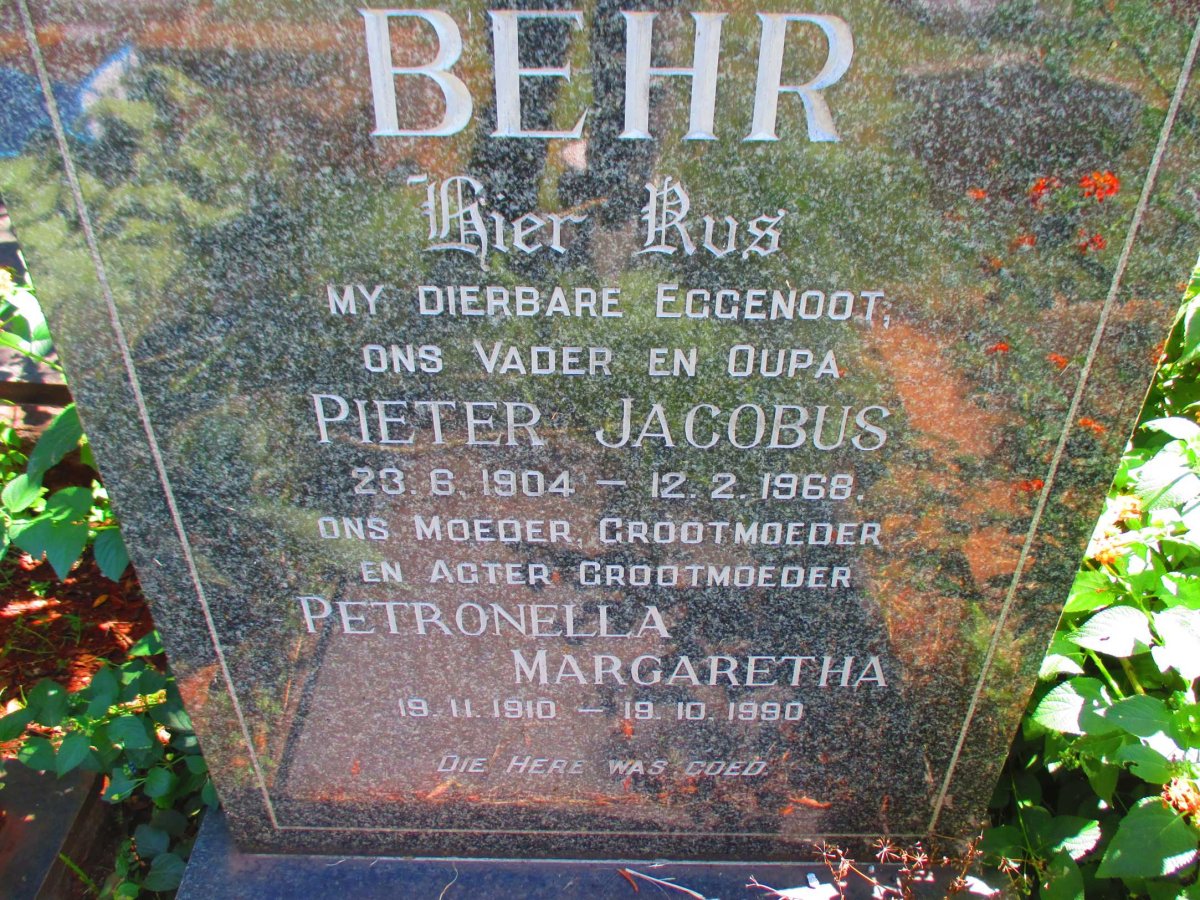 BEHR
Hier Rus
MY DIERBARE EGGENOOT,
ONS VADER EN OUPA
PIETER JACOBUS
23. 6. 1904 – 12. 2. 1968.
ONS MOEDER, GROOTMOEDER
EN AGTER GROOTMOEDER
PETRONELLA
MARGARETHA
19. 11. 1910 – 19. 10. 1990
DIE HERE WAS GOED.